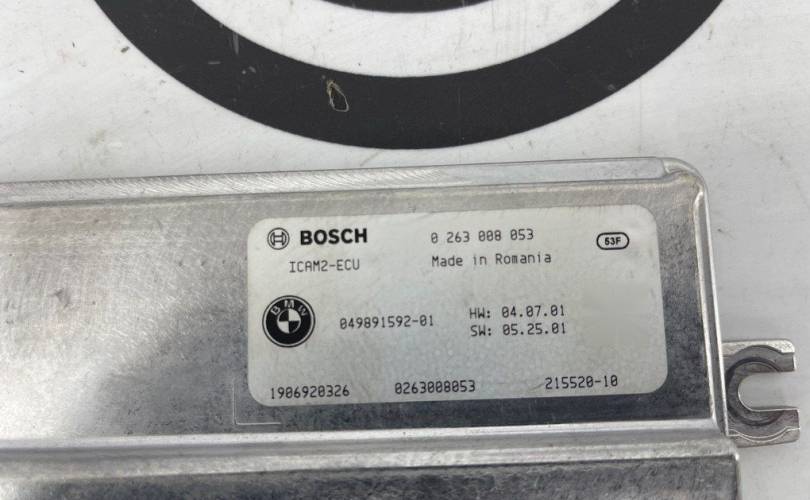 BOSCH 0 263 008 053 53F
ICAM2-ECU Made in Romania
BMW
049891592-01 HW: 04.07.01
SW: 05.25.01
1906920326 0263008053 215520-10